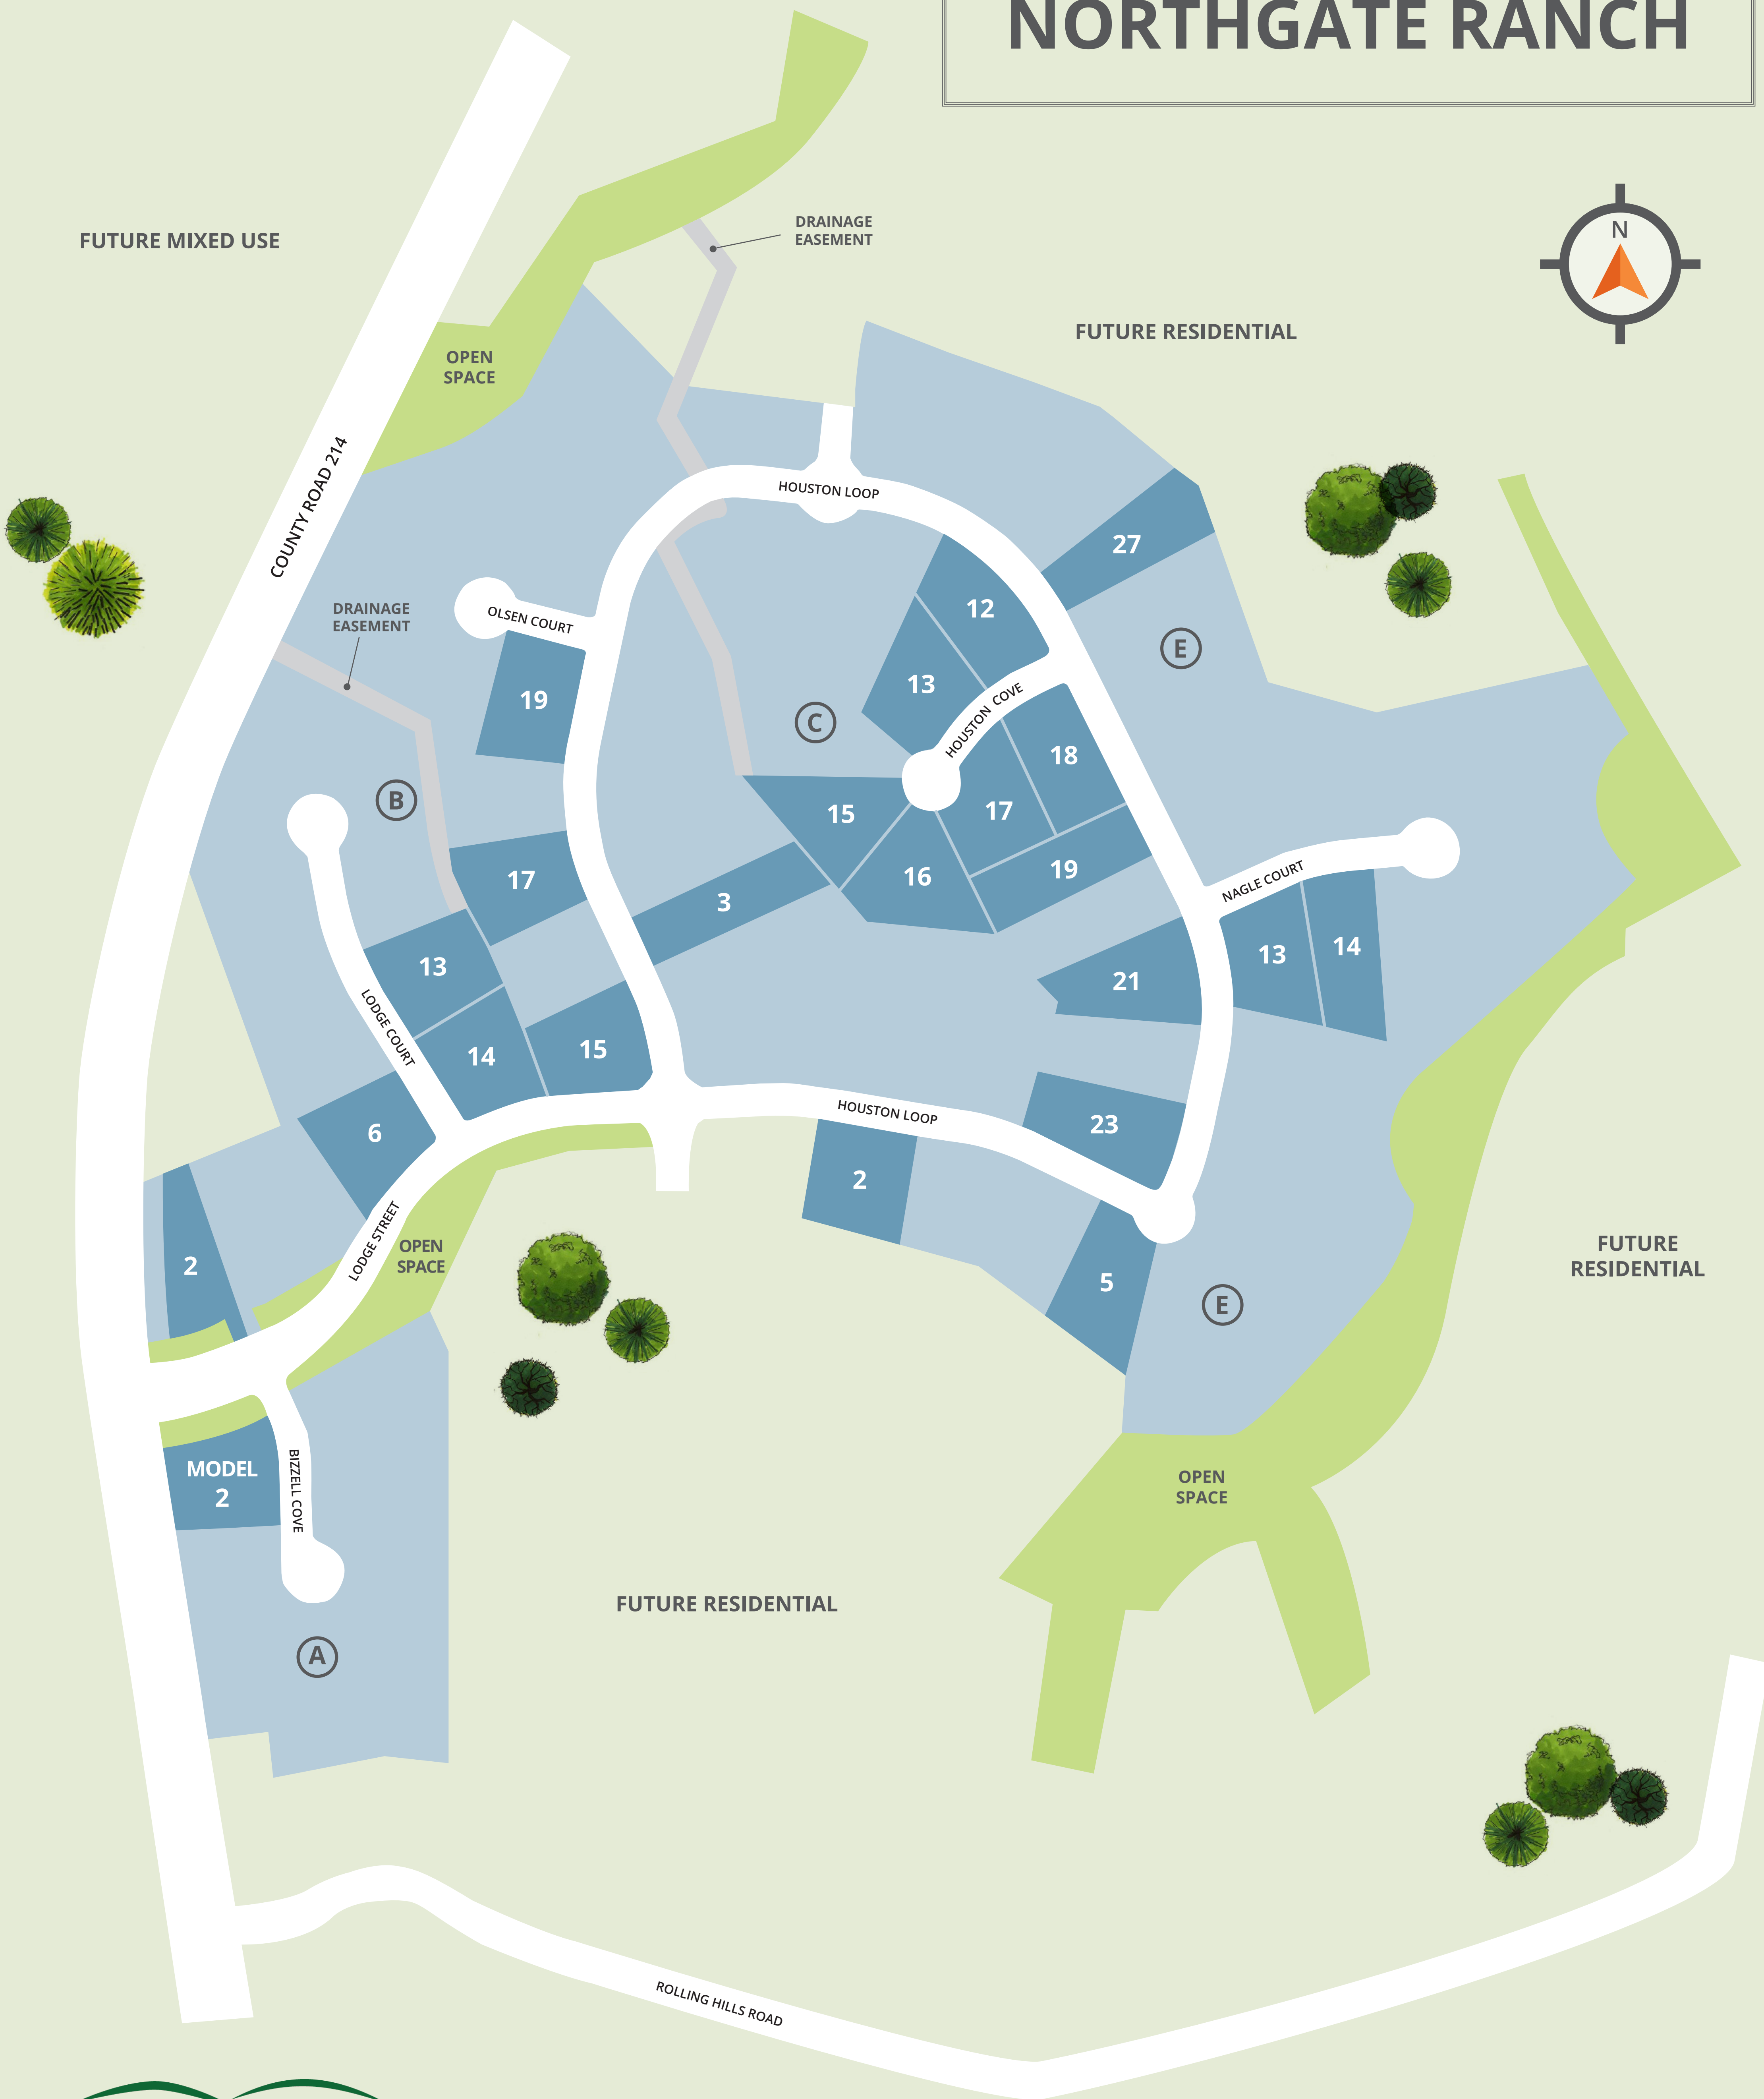 NORTHGATE RANCH
DRAINAGE
EASEMENT
FUTURE MIXED USE
N
FUTURE RESIDENTIAL
OPEN
SPACE
COUNTY ROAD 214
HOUSTON LOOP
27
DRAINAGE
EASEMENT
OLSEN COURT
12
E
19
13
HOUSTON COVE
C
18
B
15
17
16
19
NAGLE COURT
17
3
13
14
13
21
LODGE COURT
14
15
HOUSTON LOOP
23
6
2
LODGE STREET
OPEN
SPACE
2
5
E
FUTURE
RESIDENTIAL
MODEL
2
BIZZELL COVE
OPEN
SPACE
FUTURE RESIDENTIAL
A
ROLLING HILLS ROAD